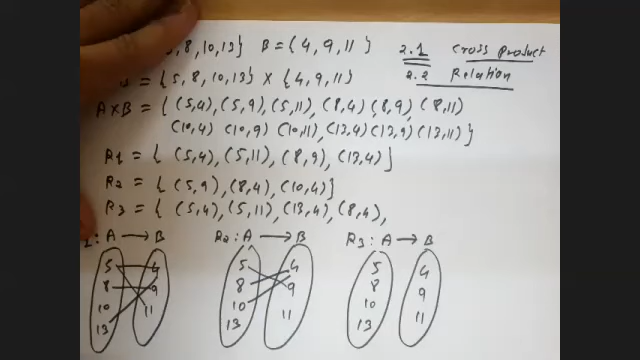 5, 8, 10, 13} B = { 4, 9, 11 }
2.1 Cross product
= { 5, 8, 10, 13} X { 4, 9, 11}
2.2 Relation
A X B = { (5,4), (5,9), (5,11), (8,4) (8,9), (8,11)
(10,4) (10,9) (10,11), (13,4) (13,9) (13,11)}
R1 = { (5,4), (5,11), (8,9), (13,4)}
R2 = { (5,9), (8,4), (10,4)}
R3 = { (5,4), (5,11), (13,4), (8,4),
: A → B
R2 : A → B
R3 : A → B
5 4
8 9
10 11
13
5 4
8 9
10 11
13
5 4
8 9
10 11
13